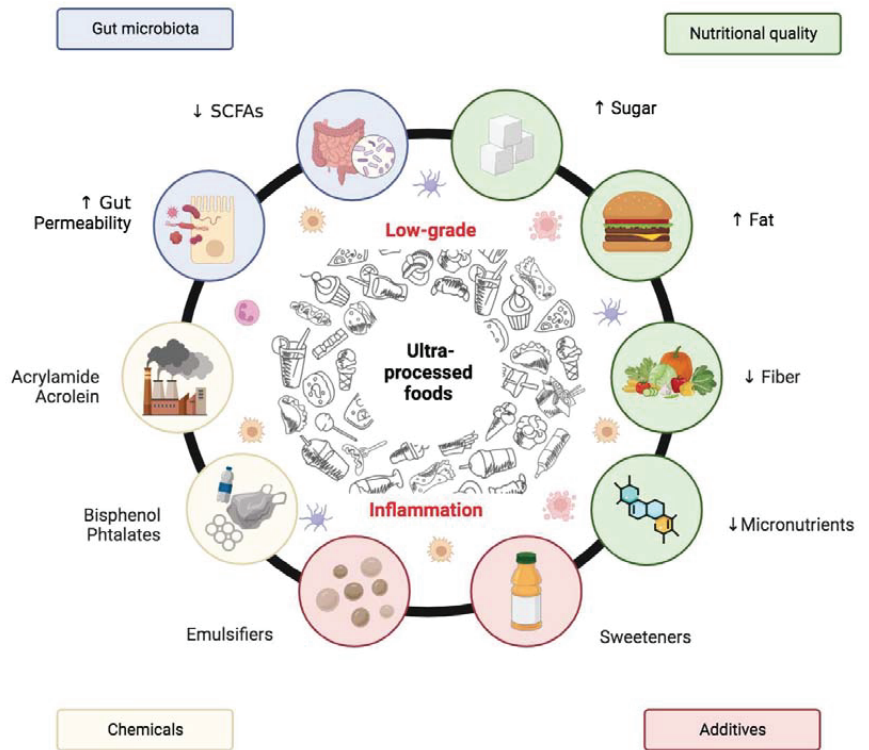 Gut microbiota
Nutritional quality
↓ SCFAs
↑ Sugar
↑ Gut
Permeability
↑ Fat
Low-grade
Ultra-
processed
foods
Acrylamide
Acrolein
↓ Fiber
Bisphenol
Phtalates
Inflammation
↓Micronutrients
Emulsifiers
Sweeteners
Chemicals
Additives